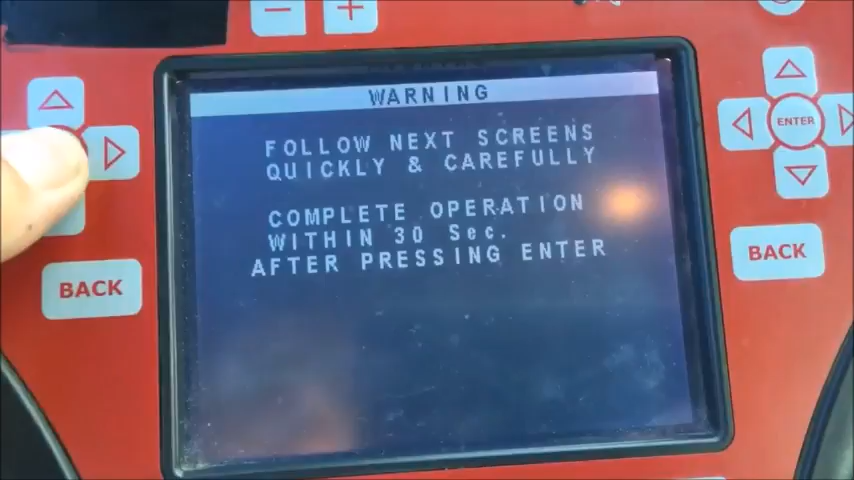 WARNING
FOLLOW NEXT SCREENS
QUICKLY & CAREFULLY
COMPLETE OPERATION
WITHIN 30 Sec.
AFTER PRESSING ENTER
ENTER
BACK
BACK